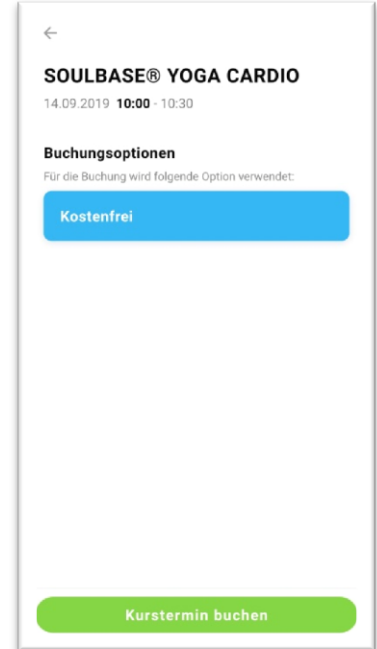 SOULBASE® YOGA CARDIO
14.09.2019 10:00 - 10:30
Buchungsoptionen
Für die Buchung wird folgende Option verwendet:
Kostenfrei
Kurstermin buchen